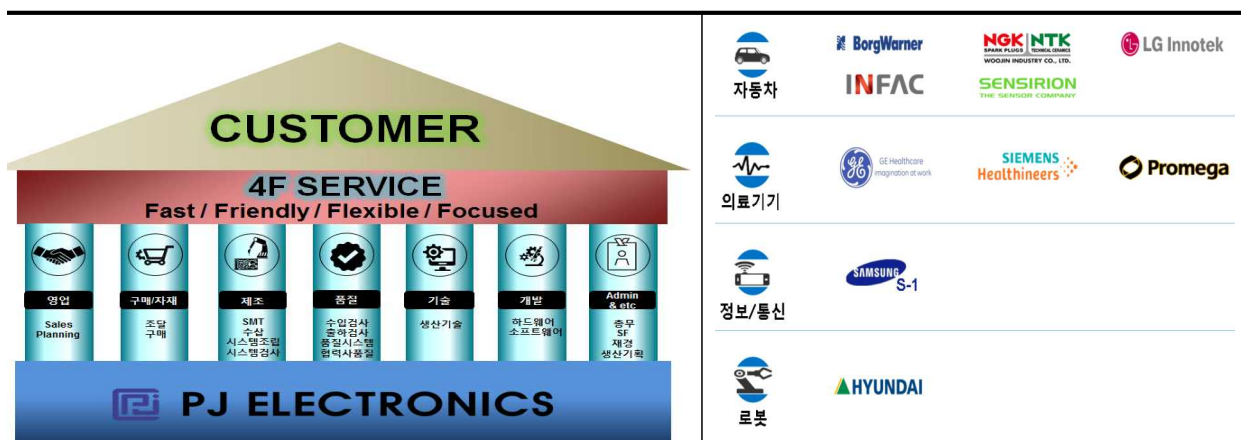 CUSTOMER
4F SERVICE
Fast / Friendly / Flexible / Focused
영업
Sales
Planning
구매/자재
조달
구매
제조
SMT
수삽
시스템조립
시스템검사
품질
수입검사
출하검사
품질시스템
협력사품질
기술
생산기술
개발
하드웨어
소프트웨어
Admin
& etc
총무
SF
재경
생산기획
PJ ELECTRONICS
자동차
BorgWarner
NGK NTK
SPARK PLUGS TECHNICAL CERAMICS
WOOJIN INDUSTRY CO., LTD.
LG Innotek
INFAC
SENSIRION
THE SENSOR COMPANY
의료기기
GE Healthcare
imagination at work
SIEMENS
Healthineers
Promega
정보/통신
SAMSUNG
S-1
로봇
HYUNDAI